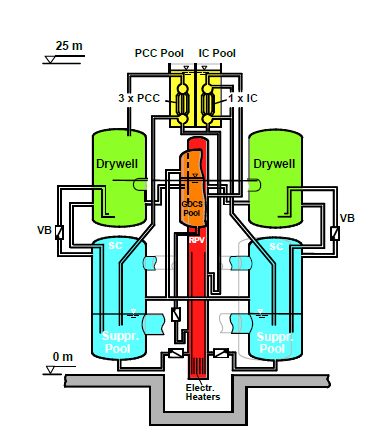 25 m
PCC Pool
IC Pool
3 x PCC
1 x IC
Drywell
Drywell
GDCS
Pool
VB
VB
SC
RPV
SC
Suppr.
Pool
Suppr.
Pool
0 m
Electr.
Heaters